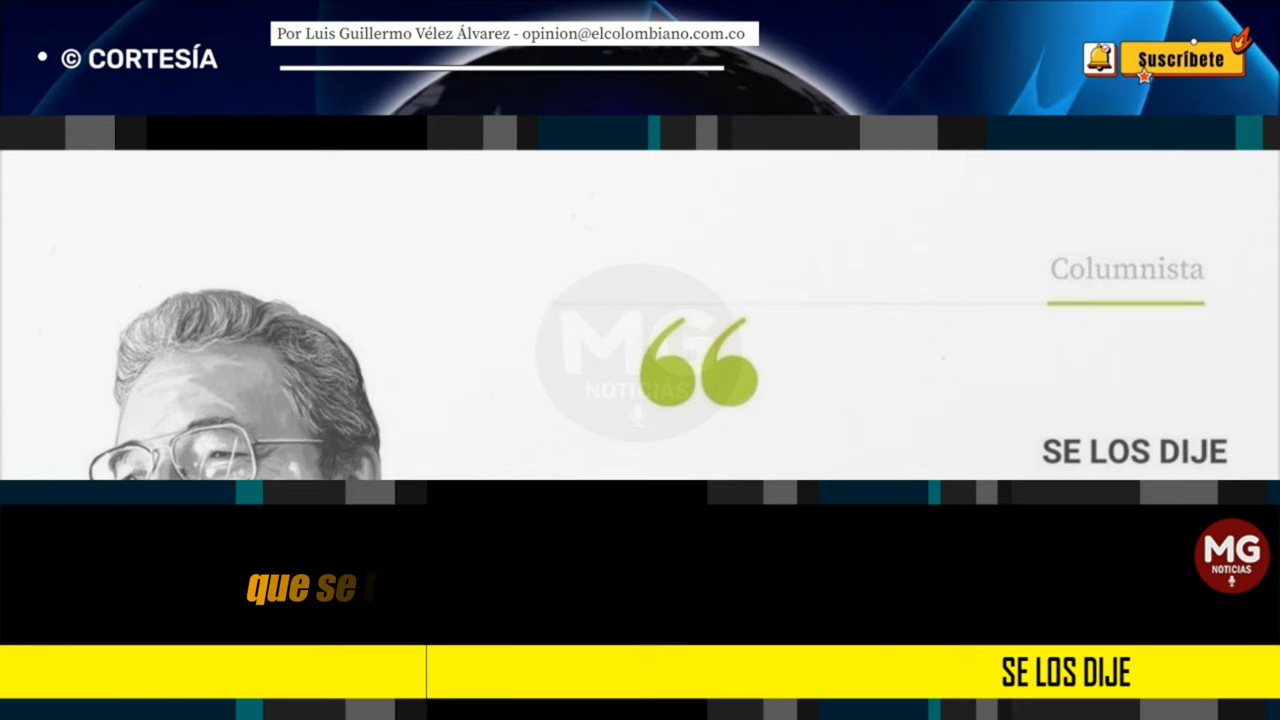 Por Luis Guillermo Vélez Álvarez - opinion@elcolombiano.com.co
• © CORTESÍA
Suscríbete
Columnista
MG
NOTICIAS
SE LOS DIJE
MG
NOTICIAS
que se
SE LOS DIJE